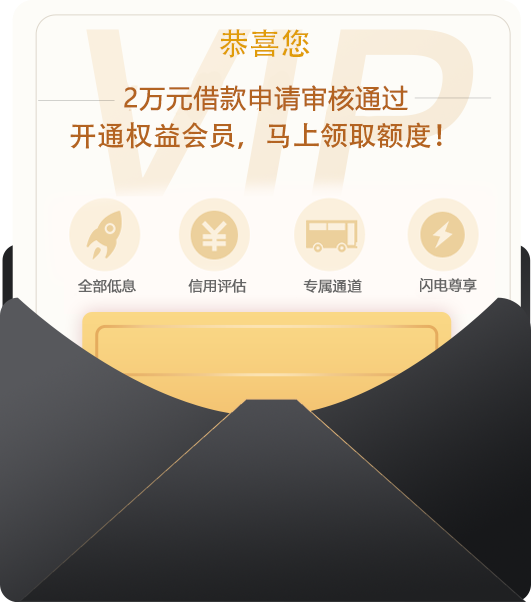 VIP
恭喜您
2万元借款申请审核通过
开通权益会员，马上领取额度！
¥
全部低息
信用评估
专属通道
闪电尊享